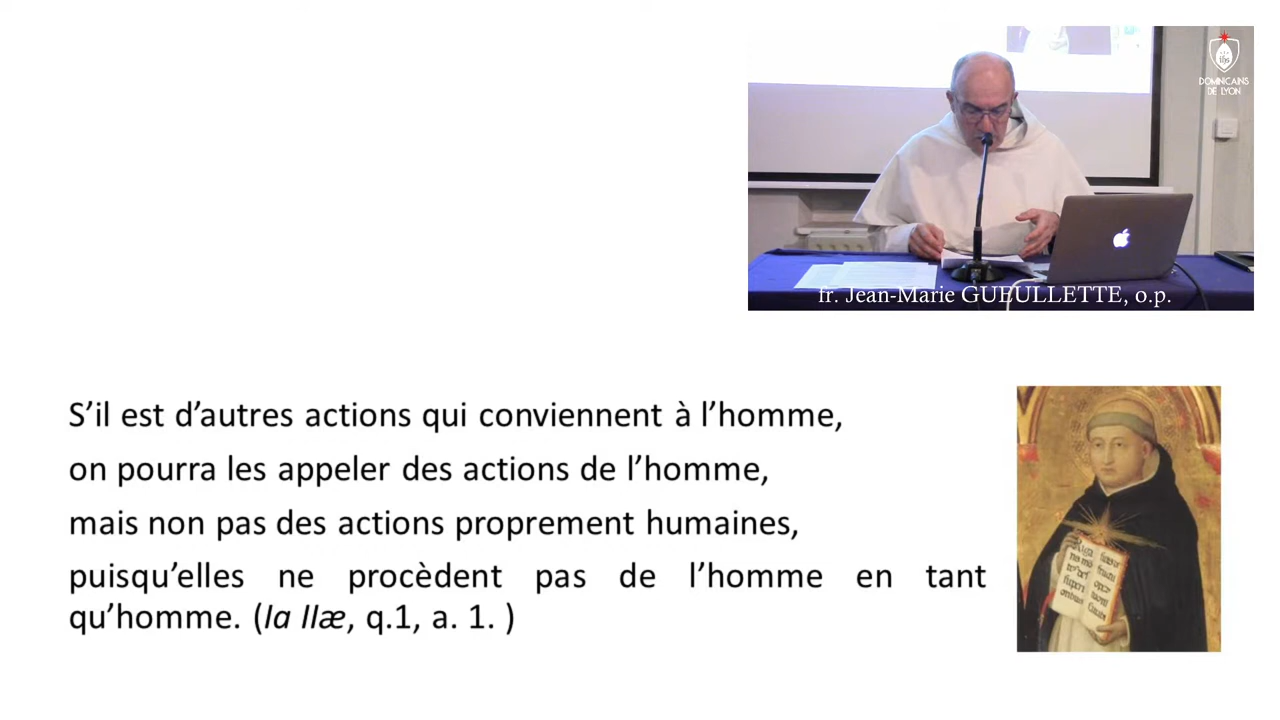 ihs
DOMINICAINS
DE LYON
fr. Jean-Marie GUEULLETTE, o.p.
S’il est d’autres actions qui conviennent à l’homme,
on pourra les appeler des actions de l’homme,
mais non pas des actions proprement humaines,
puisqu’elles ne procèdent pas de l’homme en tant
qu’homme. (Ia IIæ, q.1, a. 1. )